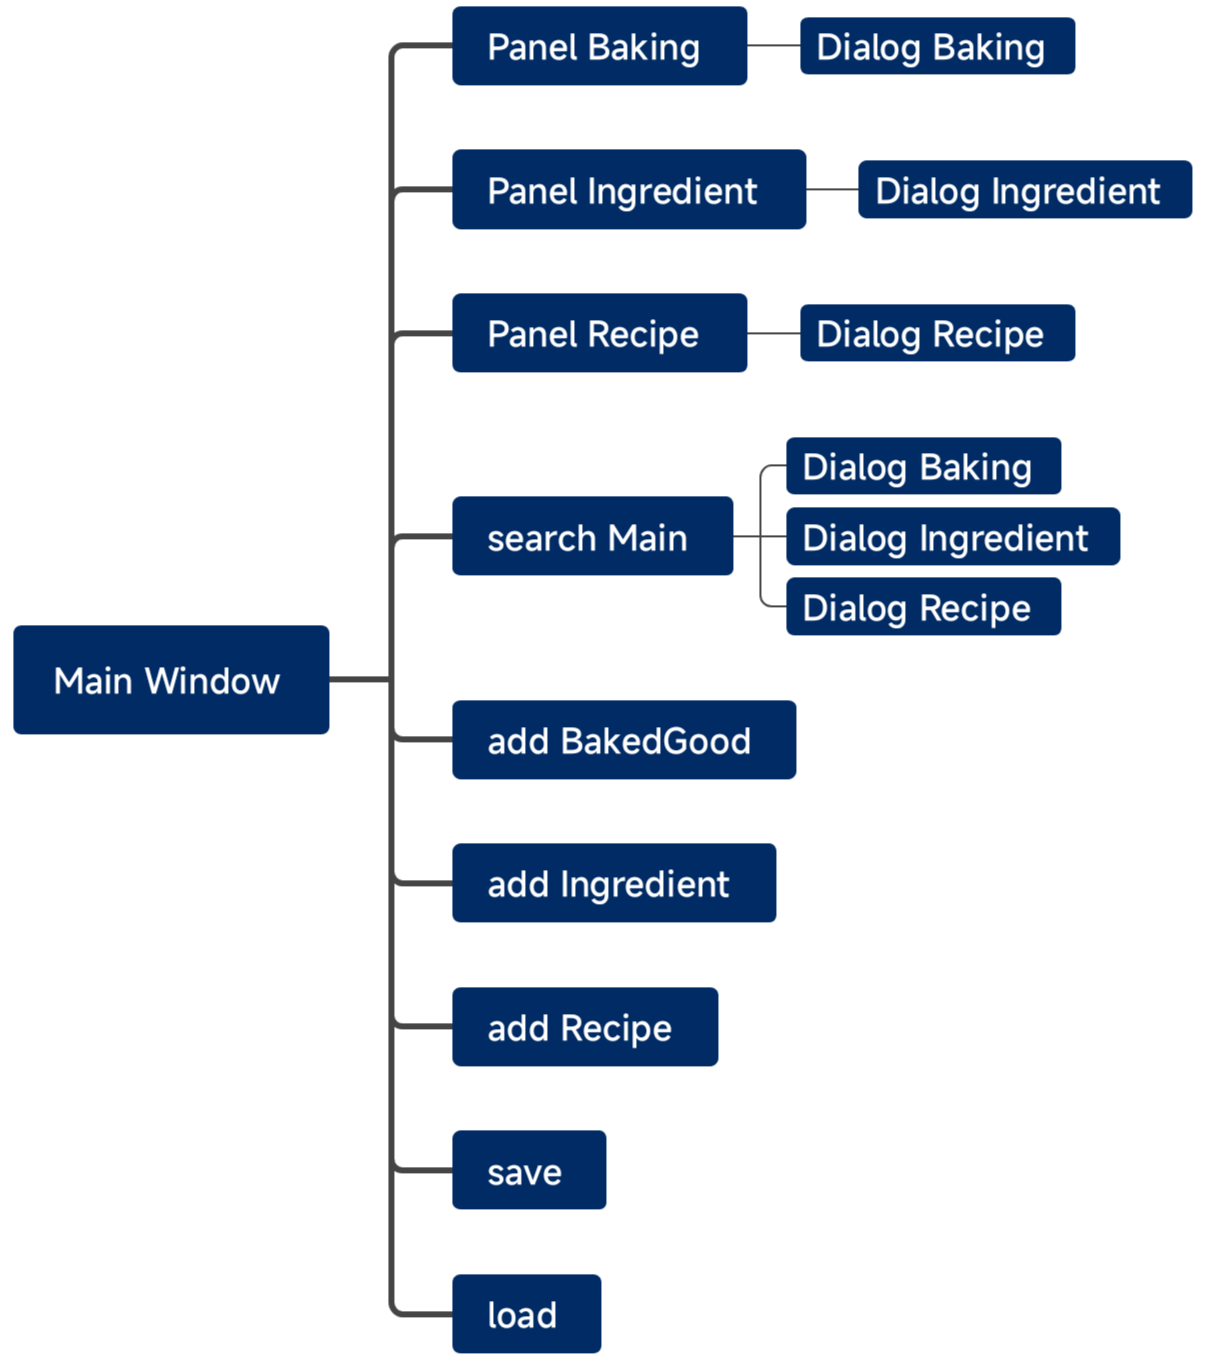 Panel Baking
Dialog Baking
Panel Ingredient
Dialog Ingredient
Panel Recipe
Dialog Recipe
search Main
Dialog Baking
Dialog Ingredient
Dialog Recipe
Main Window
add BakedGood
add Ingredient
add Recipe
save
load